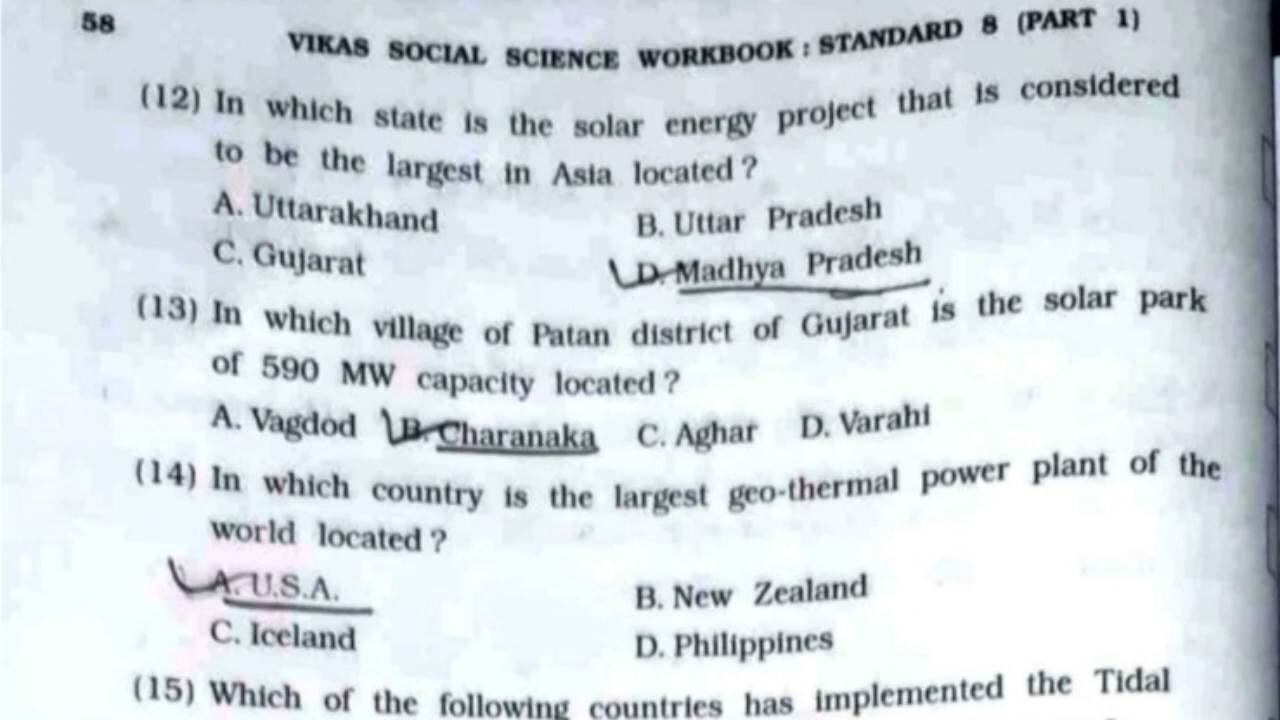 58
VIKAS SOCIAL SCIENCE WORKBOOK : STANDARD 8 (PART 1)
(12) In which state is the solar energy project that is considered
to be the largest in Asia located ?
A. Uttarakhand B. Uttar Pradesh
C. Gujarat D. Madhya Pradesh
(13) In which village of Patan district of Gujarat is the solar park
of 590 MW capacity located ?
A. Vagdod B. Charanaka C. Aghar D. Varahi
(14) In which country is the largest geo-thermal power plant of the
world located ?
A. U.S.A. B. New Zealand
C. Iceland D. Philippines
(15) Which of the following countries has implemented the Tidal